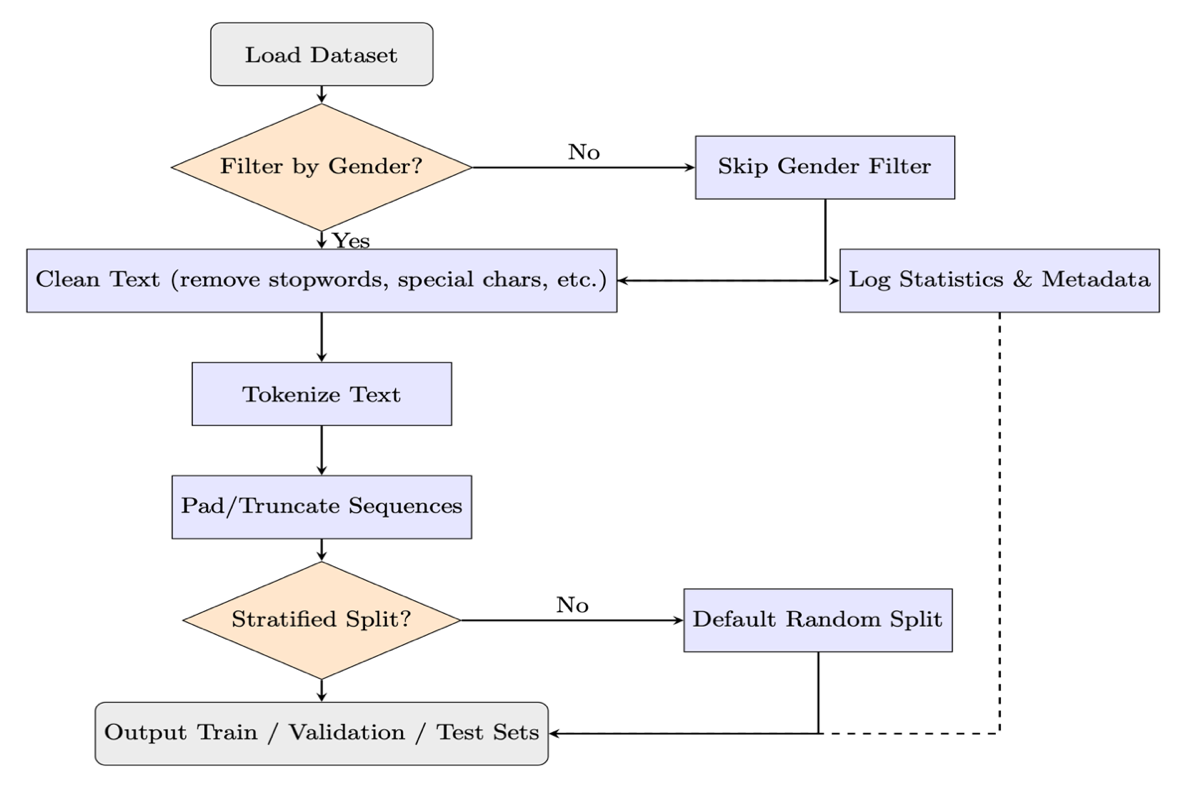 Load Dataset
Filter by Gender?
No
Skip Gender Filter
Yes
Clean Text (remove stopwords, special chars, etc.)
Log Statistics & Metadata
Tokenize Text
Pad/Truncate Sequences
Stratified Split?
No
Default Random Split
Output Train / Validation / Test Sets